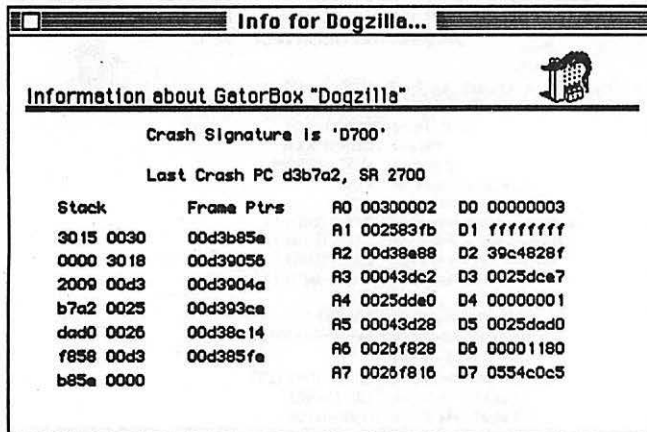 Info for Dogzilla...
Information about GatorBox "Dogzilla"
Crash Signature is 'D700'
Last Crash PC d3b7a2, SR 2700
Stack Frame Ptrs A0 00300002 D0 00000003
3015 0030 00d3b85e A1 002583fb D1 ffffffff
0000 3018 00d39056 A2 00d38e88 D2 39c4828f
2009 00d3 00d3904a A3 00043dc2 D3 0025dce7
b7a2 0025 00d393ce A4 0025dde0 D4 00000001
dad0 0026 00d38c14 A5 00043d28 D5 0025dad0
f858 00d3 00d385fe A6 0026f828 D6 00001180
b85e 0000 A7 0026f816 D7 0554c0c5